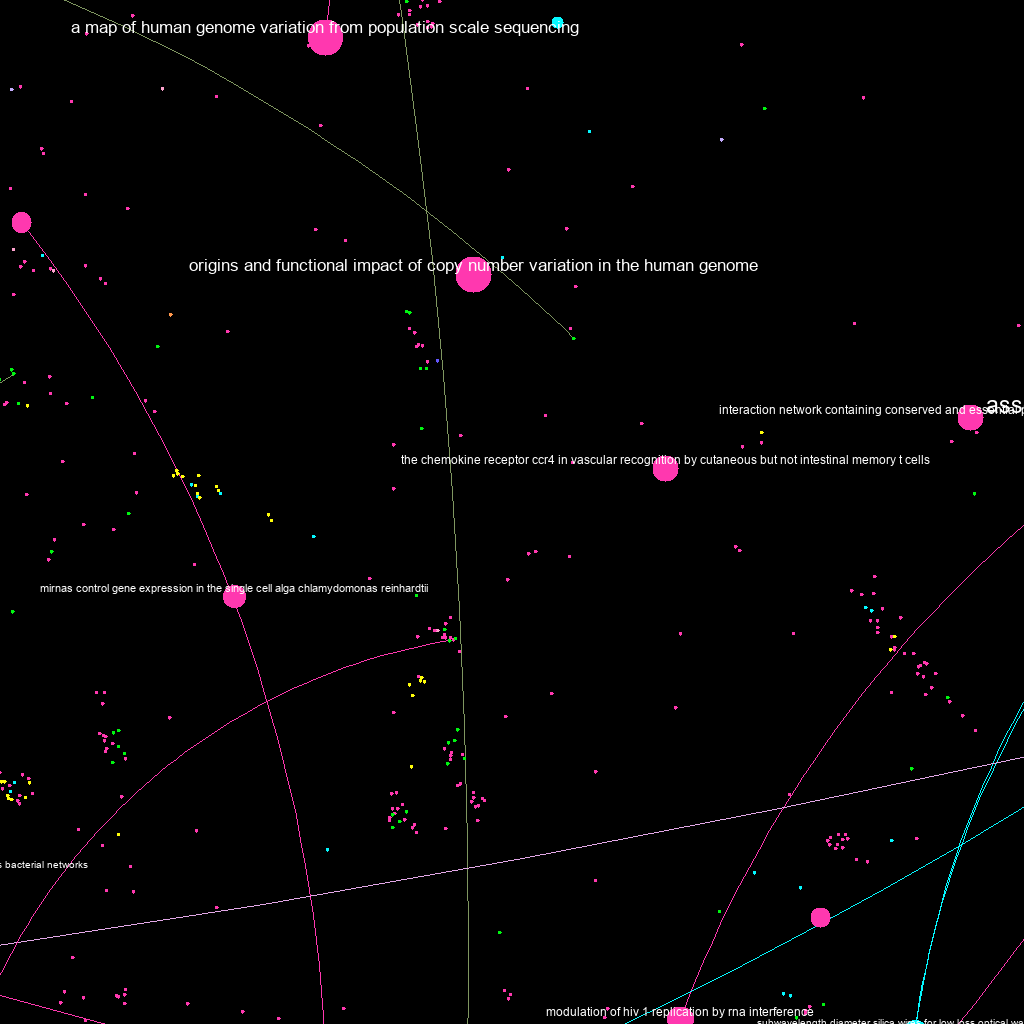 a map of human genome variation from population scale sequencing
origins and functional impact of copy number variation in the human genome
ass
interaction network containing conserved and essential p
the chemokine receptor ccr4 in vascular recognition by cutaneous but not intestinal memory t cells
mirnas control gene expression in the single cell alga chlamydomonas reinhardtii
s bacterial networks
modulation of hiv 1 replication by rna interference
subwavelength diameter silica wires for low loss optical wa